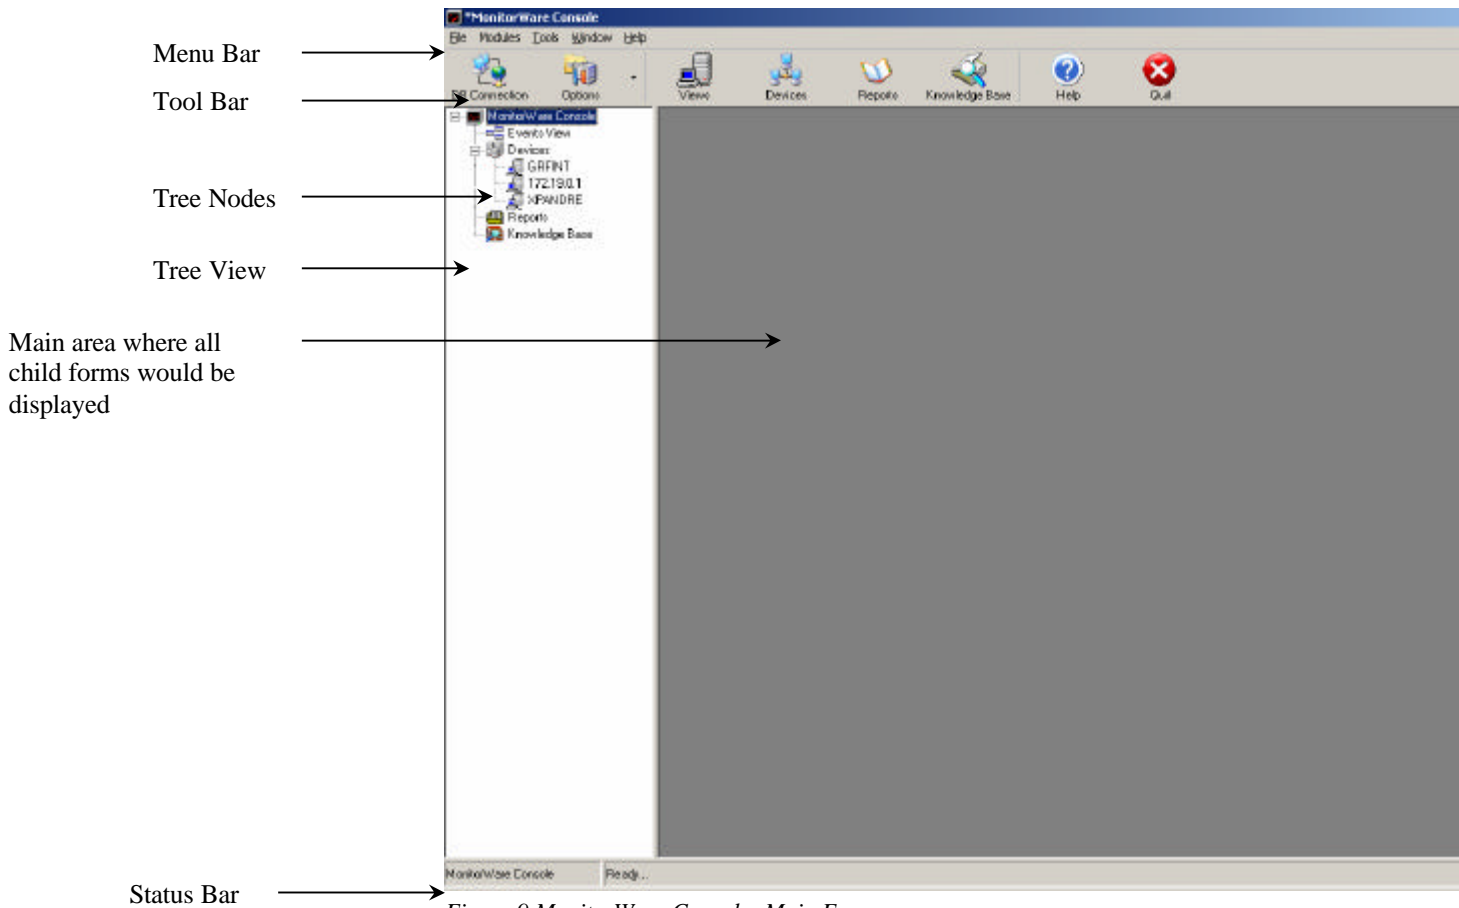 *MonitorWare Console
File Modules Tools Window Help
Menu Bar
DB Connection Options Views Devices Reports Knowledge Base Help Quit
Tool Bar
MonitorWare Console
Events View
Devices
GRFINT
172.19.0.1
Tree Nodes
XPANDRE
Reports
Knowledge Base
Tree View
Main area where all
child forms would be
displayed
MonitorWare Console Ready...
Status Bar